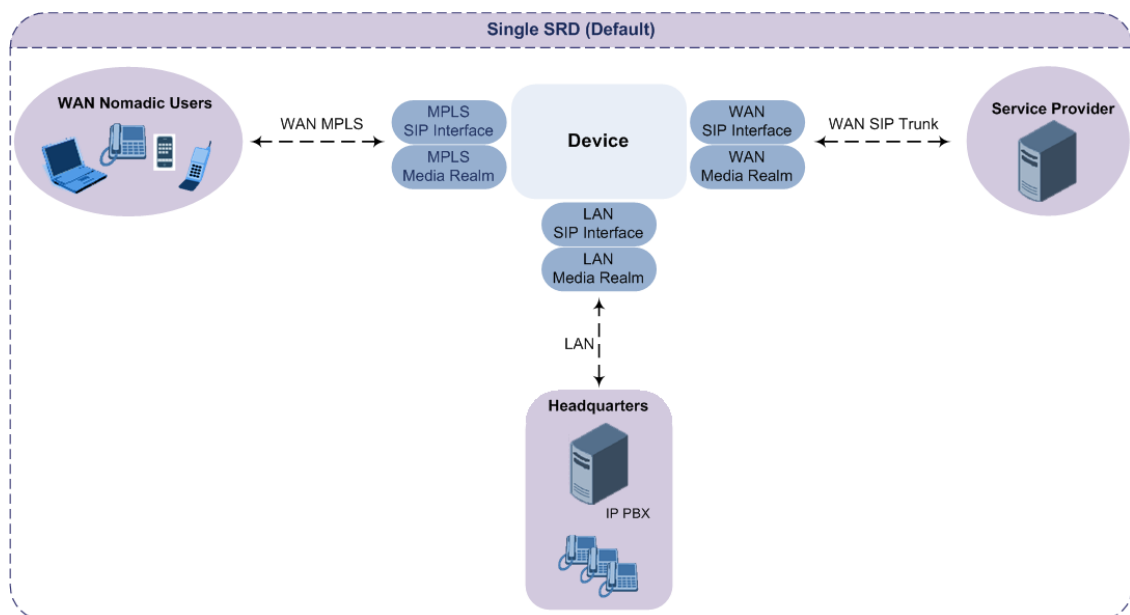 Single SRD (Default)
WAN Nomadic Users
WAN MPLS
MPLS
SIP Interface
MPLS
Media Realm
Device
WAN
SIP Interface
WAN
Media Realm
WAN SIP Trunk
Service Provider
LAN
SIP Interface
LAN
Media Realm
LAN
Headquarters
IP PBX